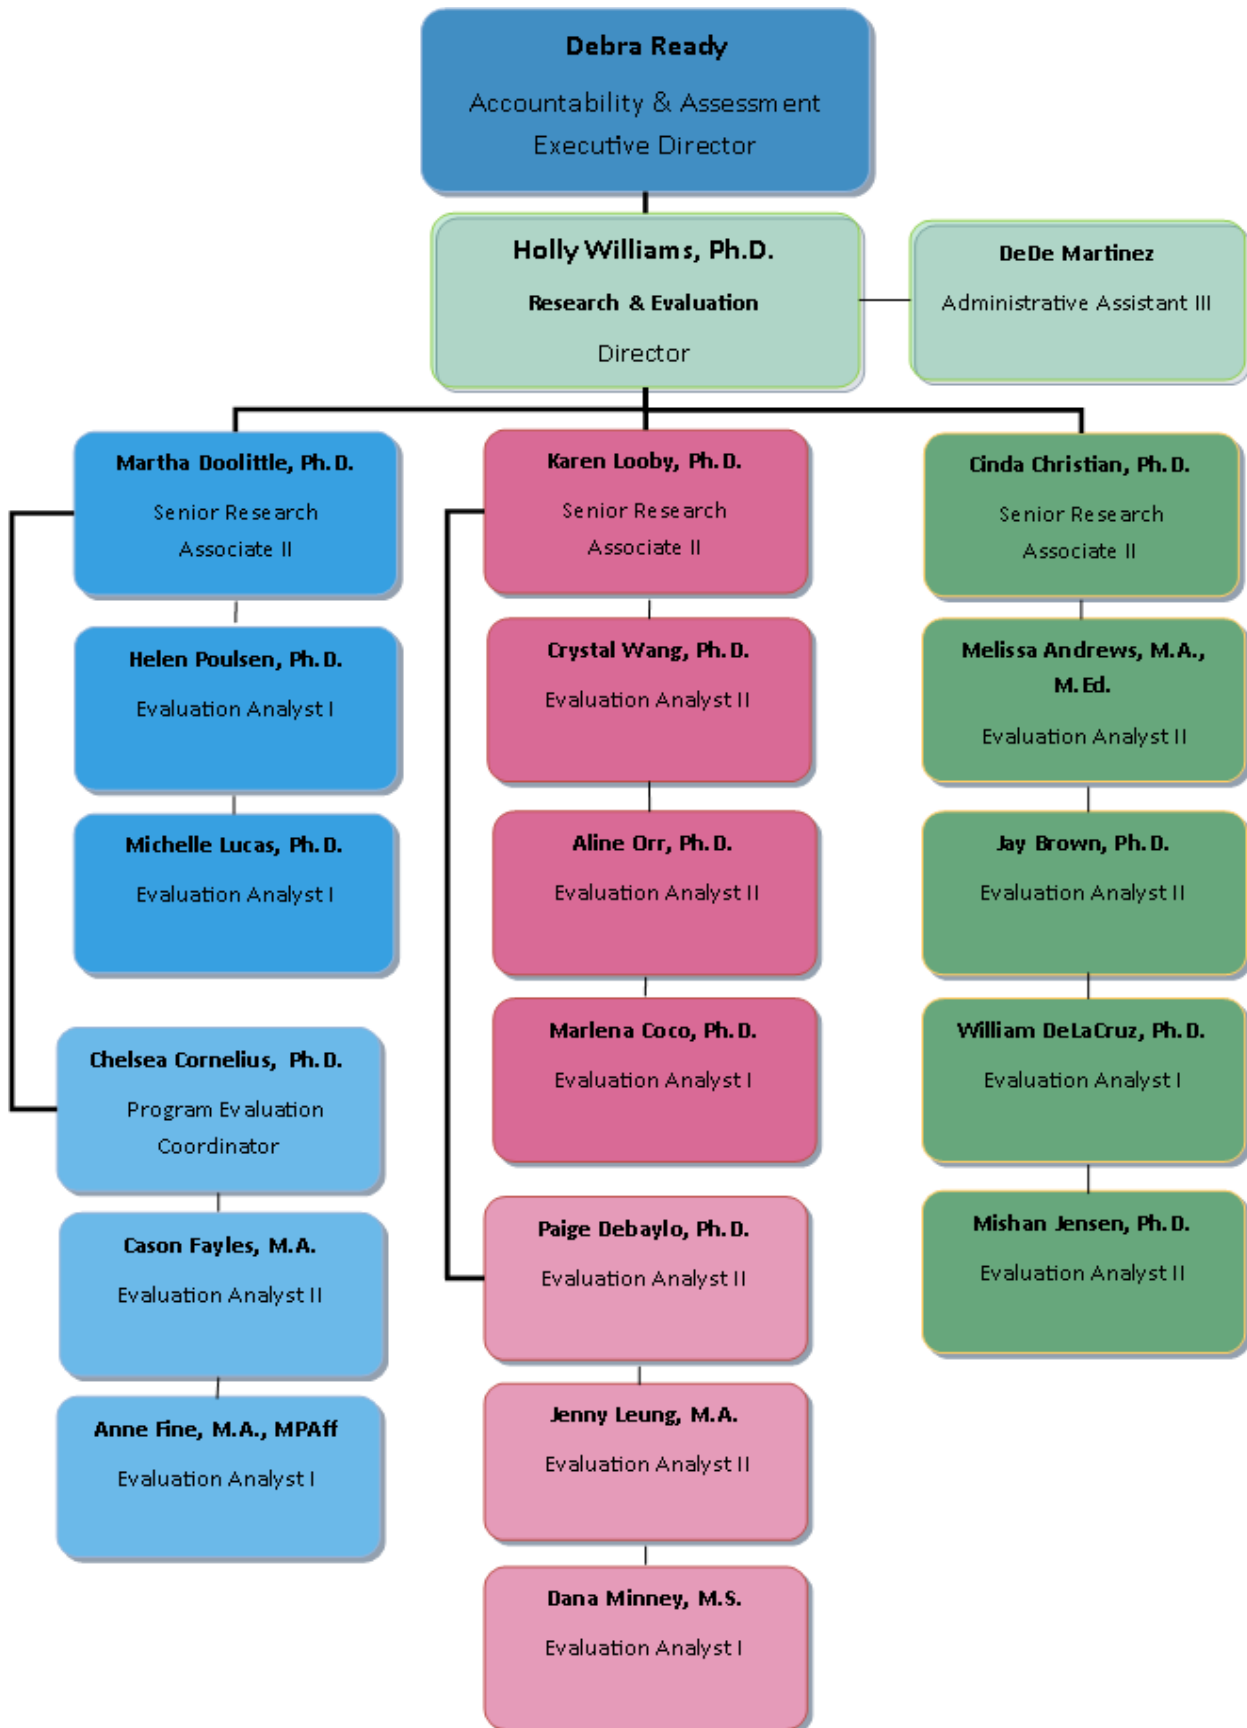 Debra Ready
Accountability & Assessment
Executive Director
Holly Williams, Ph.D.
Research & Evaluation
Director
DeDe Martinez
Administrative Assistant III
Martha Doolittle, Ph.D.
Senior Research
Associate II
Helen Poulsen, Ph.D.
Evaluation Analyst I
Michelle Lucas, Ph.D.
Evaluation Analyst I
Chelsea Cornelius, Ph.D.
Program Evaluation
Coordinator
Cason Fayles, M.A.
Evaluation Analyst II
Anne Fine, M.A., MPAff
Evaluation Analyst I
Karen Looby, Ph.D.
Senior Research
Associate II
Crystal Wang, Ph.D.
Evaluation Analyst II
Aline Orr, Ph.D.
Evaluation Analyst II
Marlena Coco, Ph.D.
Evaluation Analyst I
Paige Debaylo, Ph.D.
Evaluation Analyst II
Jenny Leung, M.A.
Evaluation Analyst II
Dana Minney, M.S.
Evaluation Analyst I
Cinda Christian, Ph.D.
Senior Research
Associate II
Melissa Andrews, M.A.,
M.Ed.
Evaluation Analyst II
Jay Brown, Ph.D.
Evaluation Analyst II
William DeLaCruz, Ph.D.
Evaluation Analyst I
Mishan Jensen, Ph.D.
Evaluation Analyst II